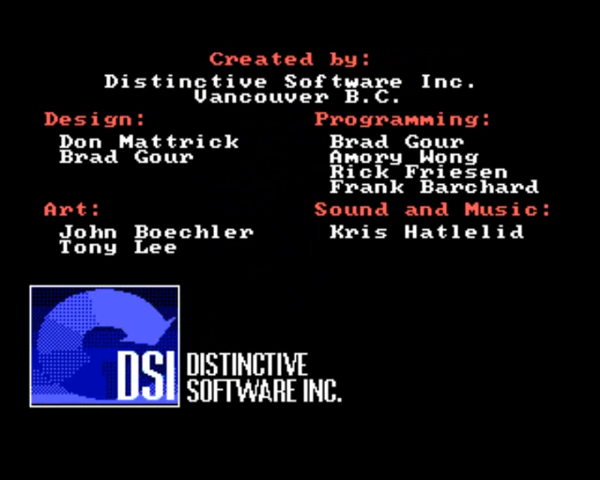 Created by:
Distinctive Software Inc.
Vancouver B.C.
Design:
Don Mattrick
Brad Gour
Programming:
Brad Gour
Amory Wong
Rick Friesen
Frank Barchard
Art:
John Boechler
Tony Lee
Sound and Music:
Kris Hatlelid
DSI DISTINCTIVE
SOFTWARE INC.